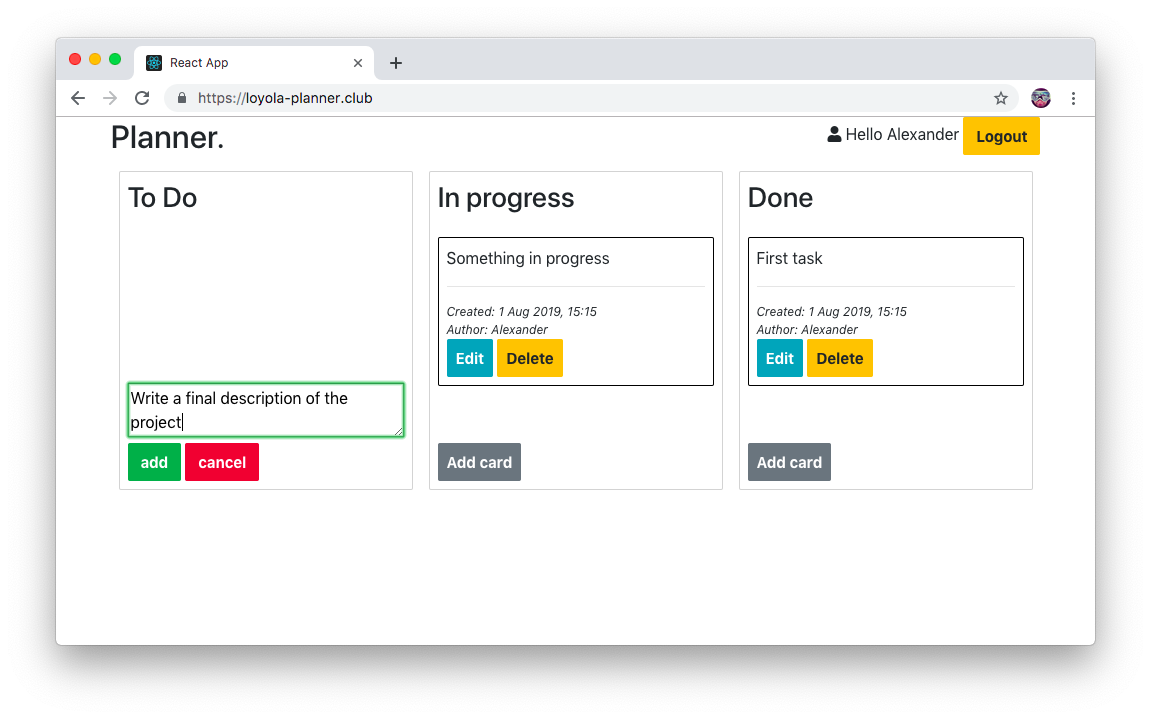 React App
https://loyola-planner.club
Planner.
Hello Alexander
Logout
To Do
Write a final description of the
project
add
cancel
In progress
Something in progress
Created: 1 Aug 2019, 15:15
Author: Alexander
Edit
Delete
Add card
Done
First task
Created: 1 Aug 2019, 15:15
Author: Alexander
Edit
Delete
Add card